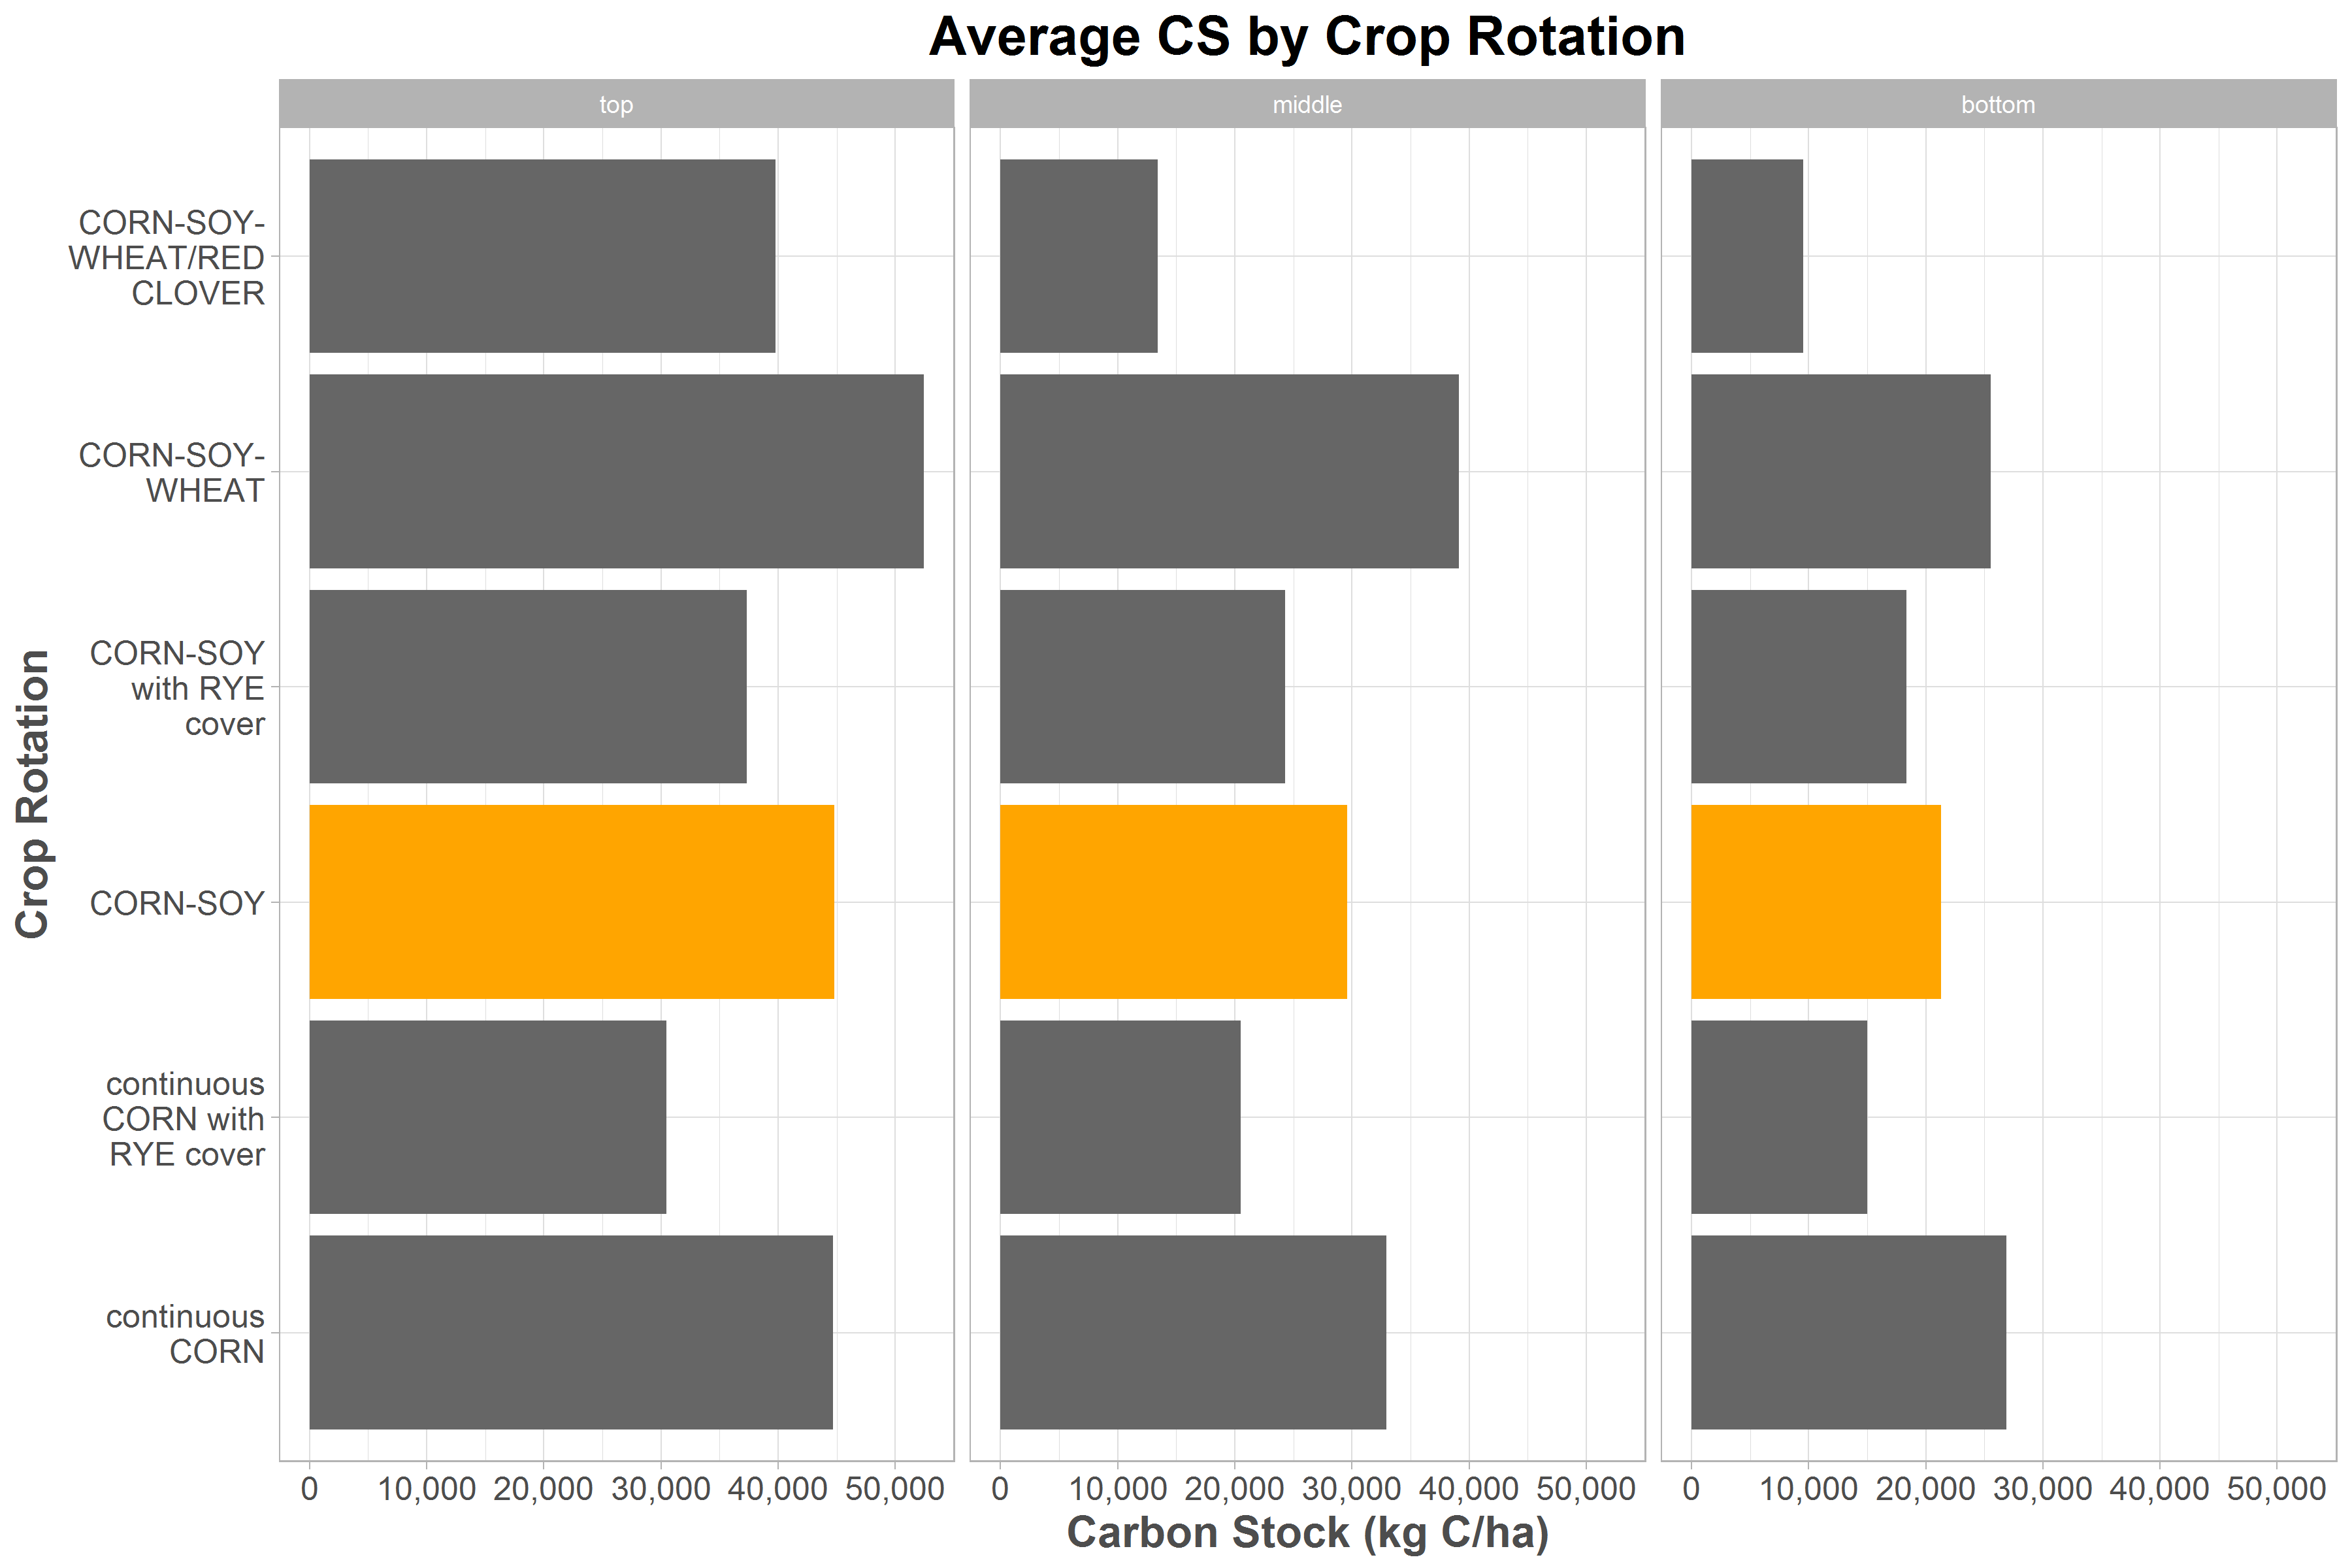 Average CS by Crop Rotation
top
middle
bottom
CORN-SOY-
WHEAT/RED
CLOVER
CORN-SOY-
WHEAT
CORN-SOY
with RYE
cover
CORN-SOY
continuous
CORN with
RYE cover
continuous
CORN
Crop Rotation
0 10,000 20,000 30,000 40,000 50,000
0 10,000 20,000 30,000 40,000 50,000
0 10,000 20,000 30,000 40,000 50,000
Carbon Stock (kg C/ha)